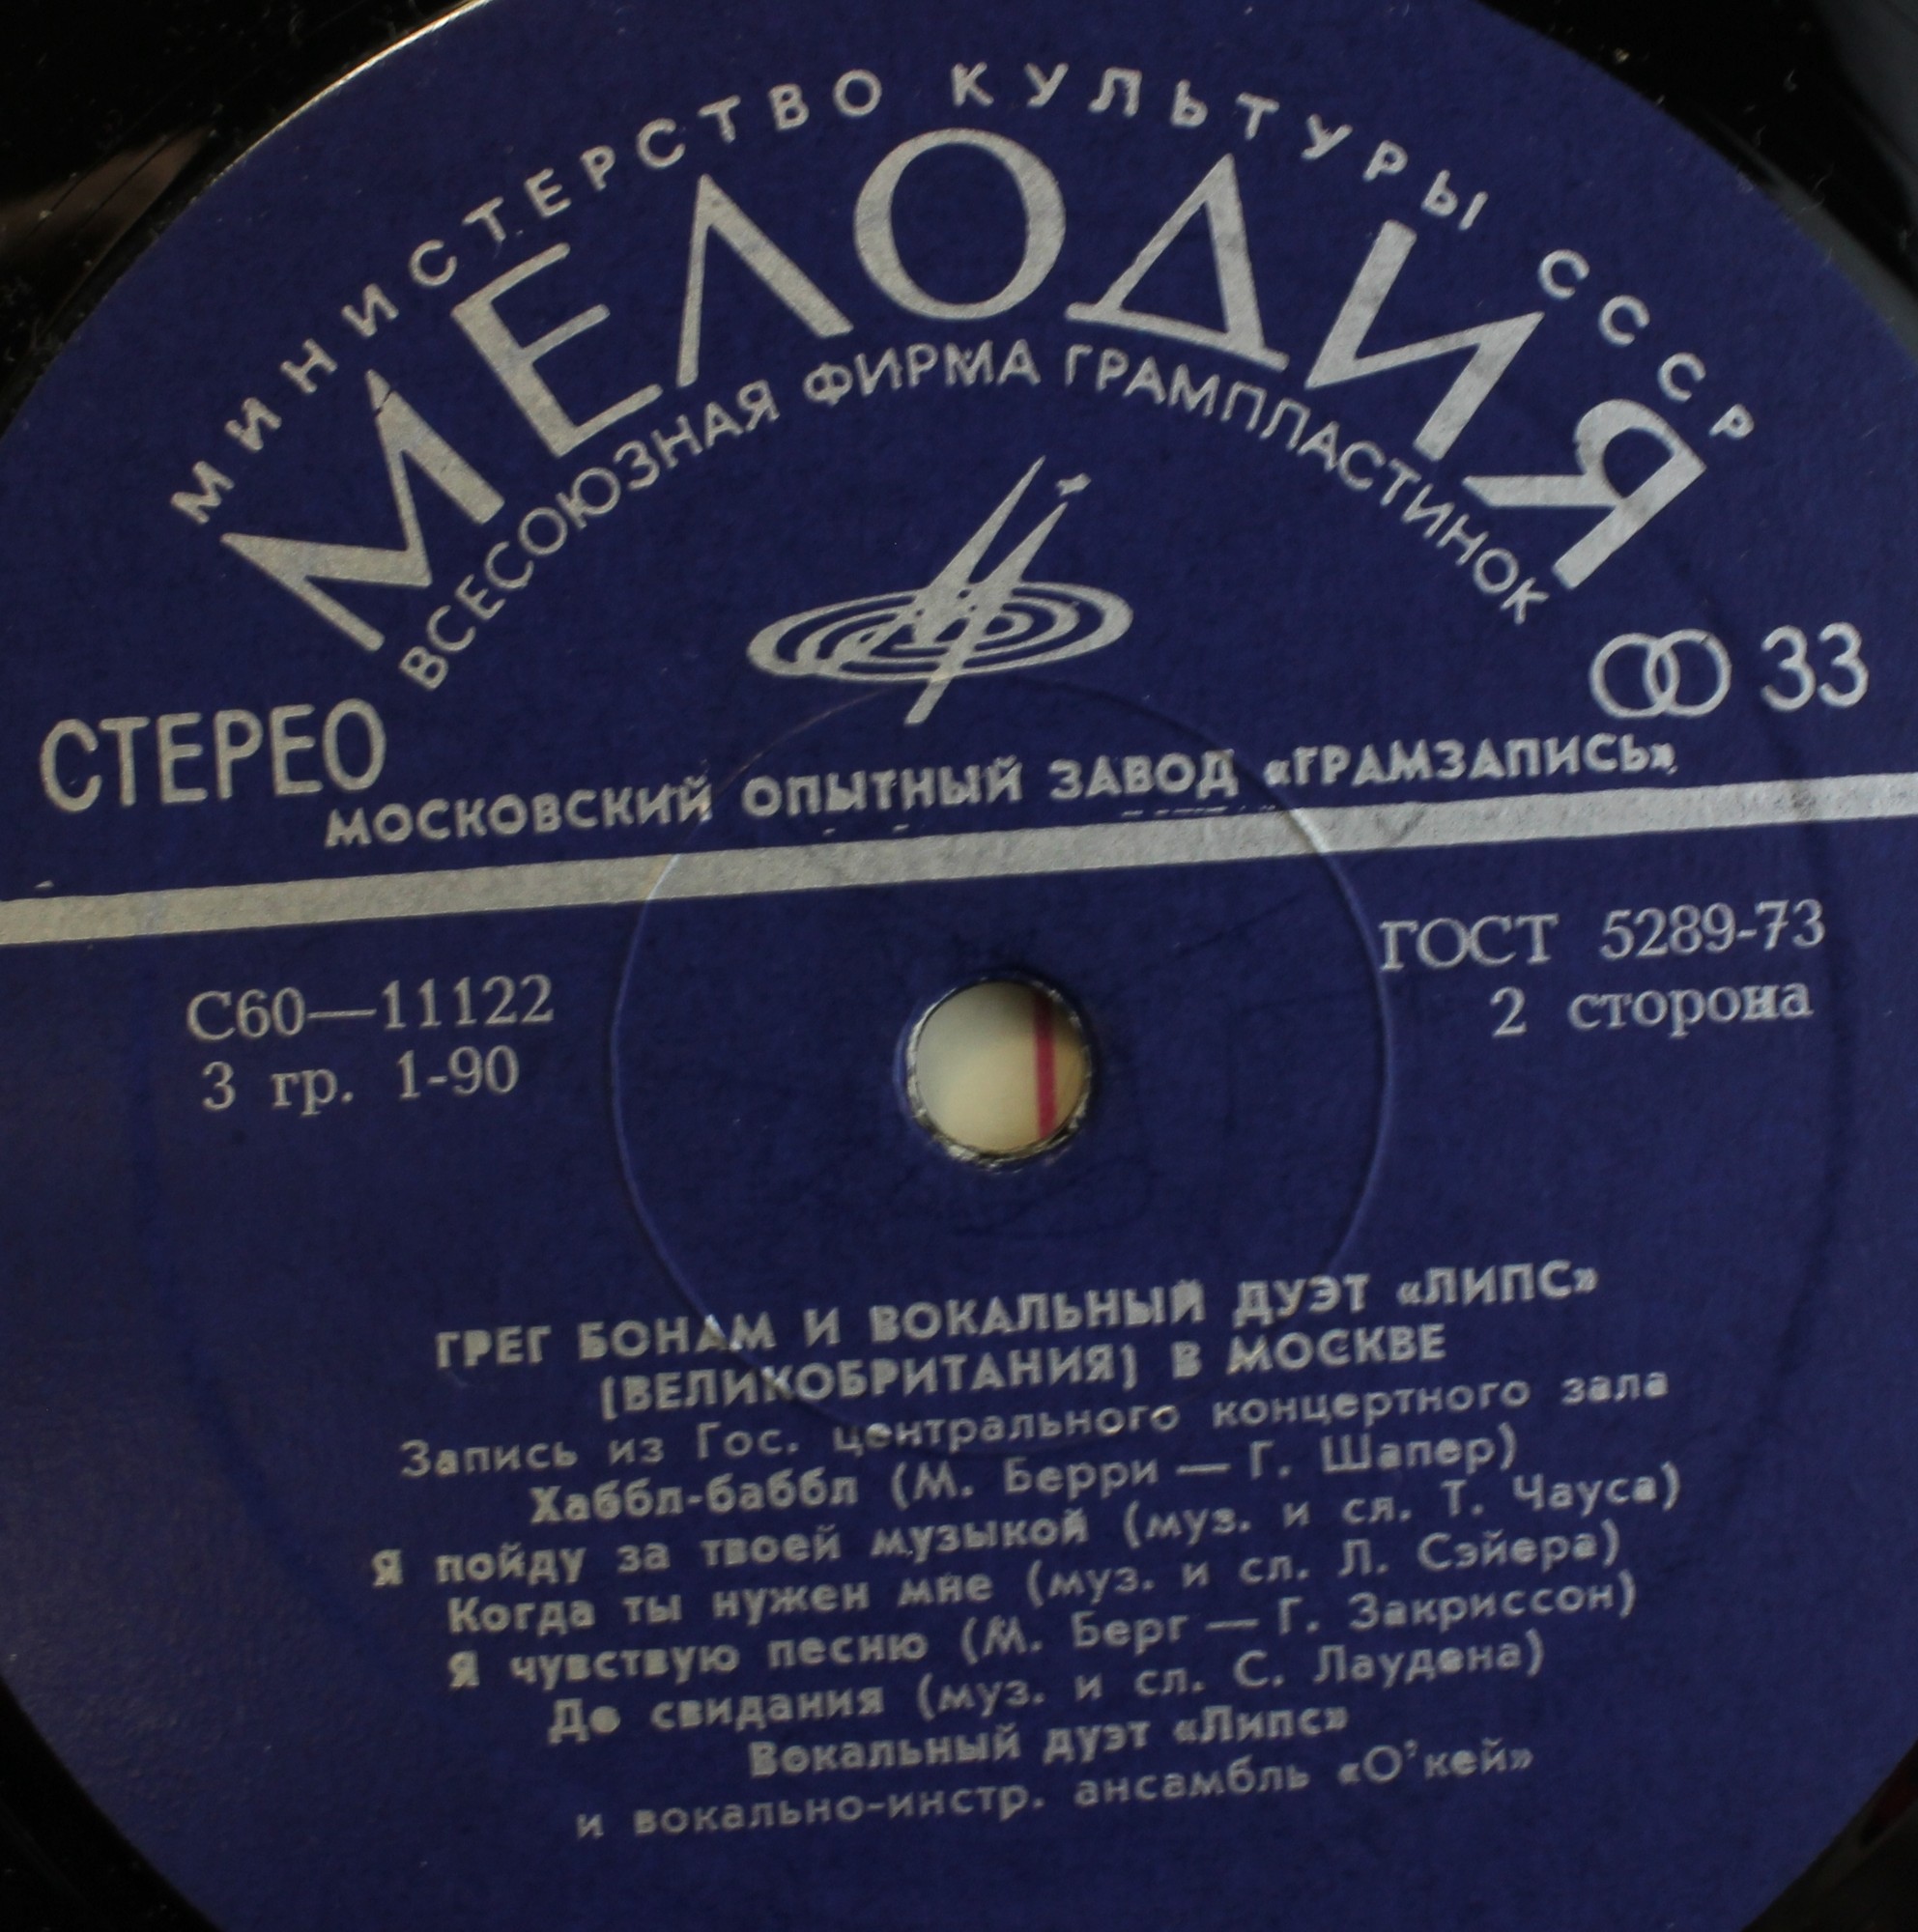 МИНИСТЕРСТВО КУЛЬТУРЫ СССР
МЕЛОДИЯ
ВСЕСОЮЗНАЯ ФИРМА ГРАМПЛАСТИНОК
33
СТЕРЕО
МОСКОВСКИЙ ОПЫТНЫЙ ЗАВОД «ГРАМЗАПИСЬ»
С60—11122
ГОСТ 5289-73
3 гр. 1-90
2 сторона
ГРЕГ БОНАМ И ВОКАЛЬНЫЙ ДУЭТ «ЛИПС»
(ВЕЛИКОБРИТАНИЯ) В МОСКВЕ
Запись из Гос. центрального концертного зала
Хаббл-баббл (М. Берри — Г. Шапер)
Я пойду за твоей музыкой (муз. и ся. Т. Чауса)
Когда ты нужен мне (муз. и сл. Л. Сэйера)
Я чувствую песню (М. Берг — Г. Закриссон)
До свидания (муз. и сл. С. Лаудена)
Вокальный дуэт «Липс»
и вокально-инстр. ансамбль «О’кей»